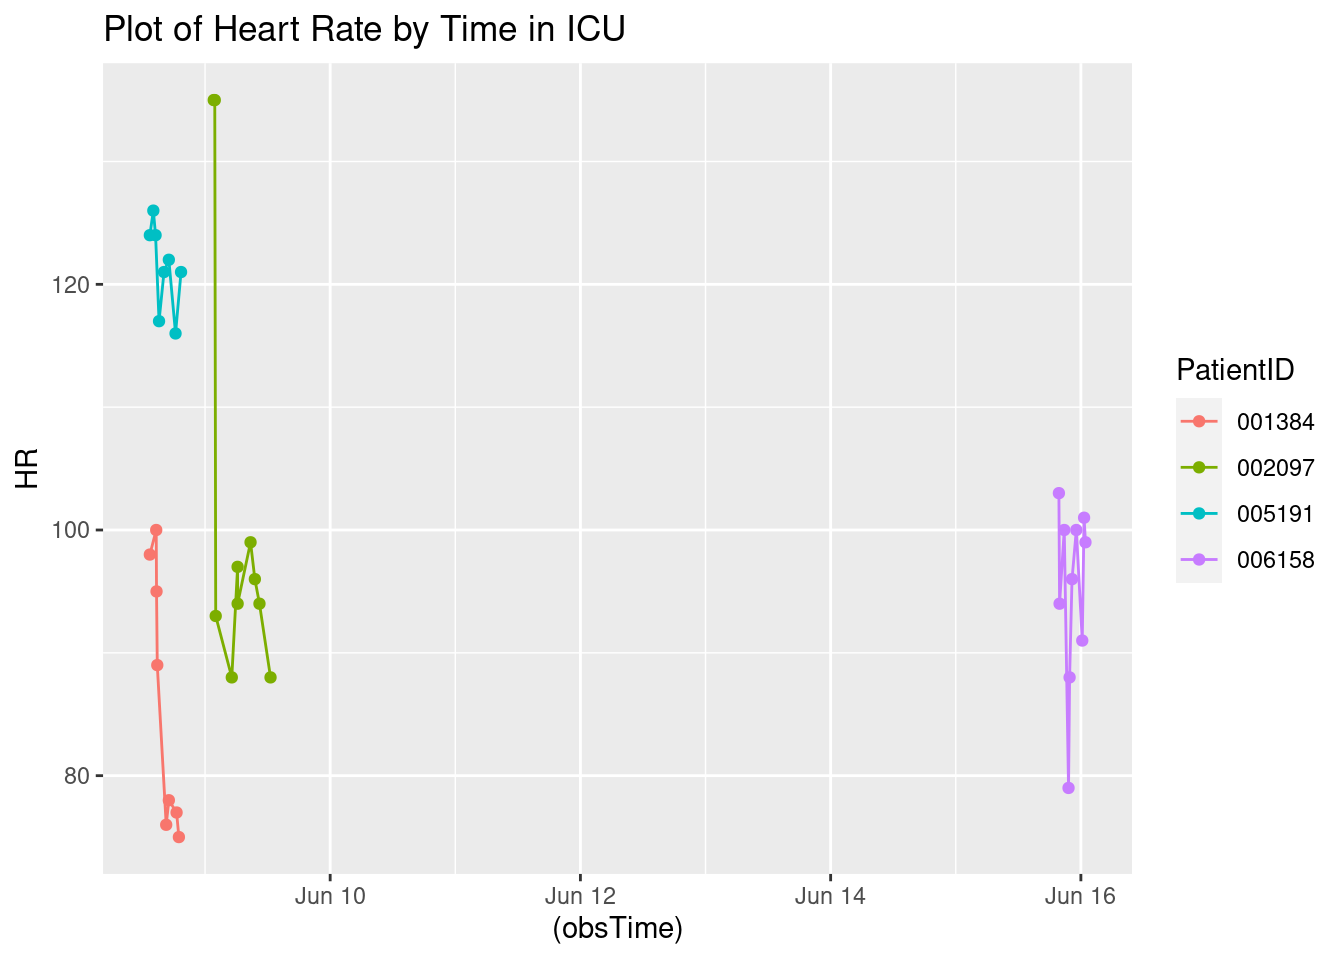 Plot of Heart Rate by Time in ICU
HR
120
100
80
Jun 10
Jun 12
Jun 14
Jun 16
(obsTime)
PatientID
001384
002097
005191
006158